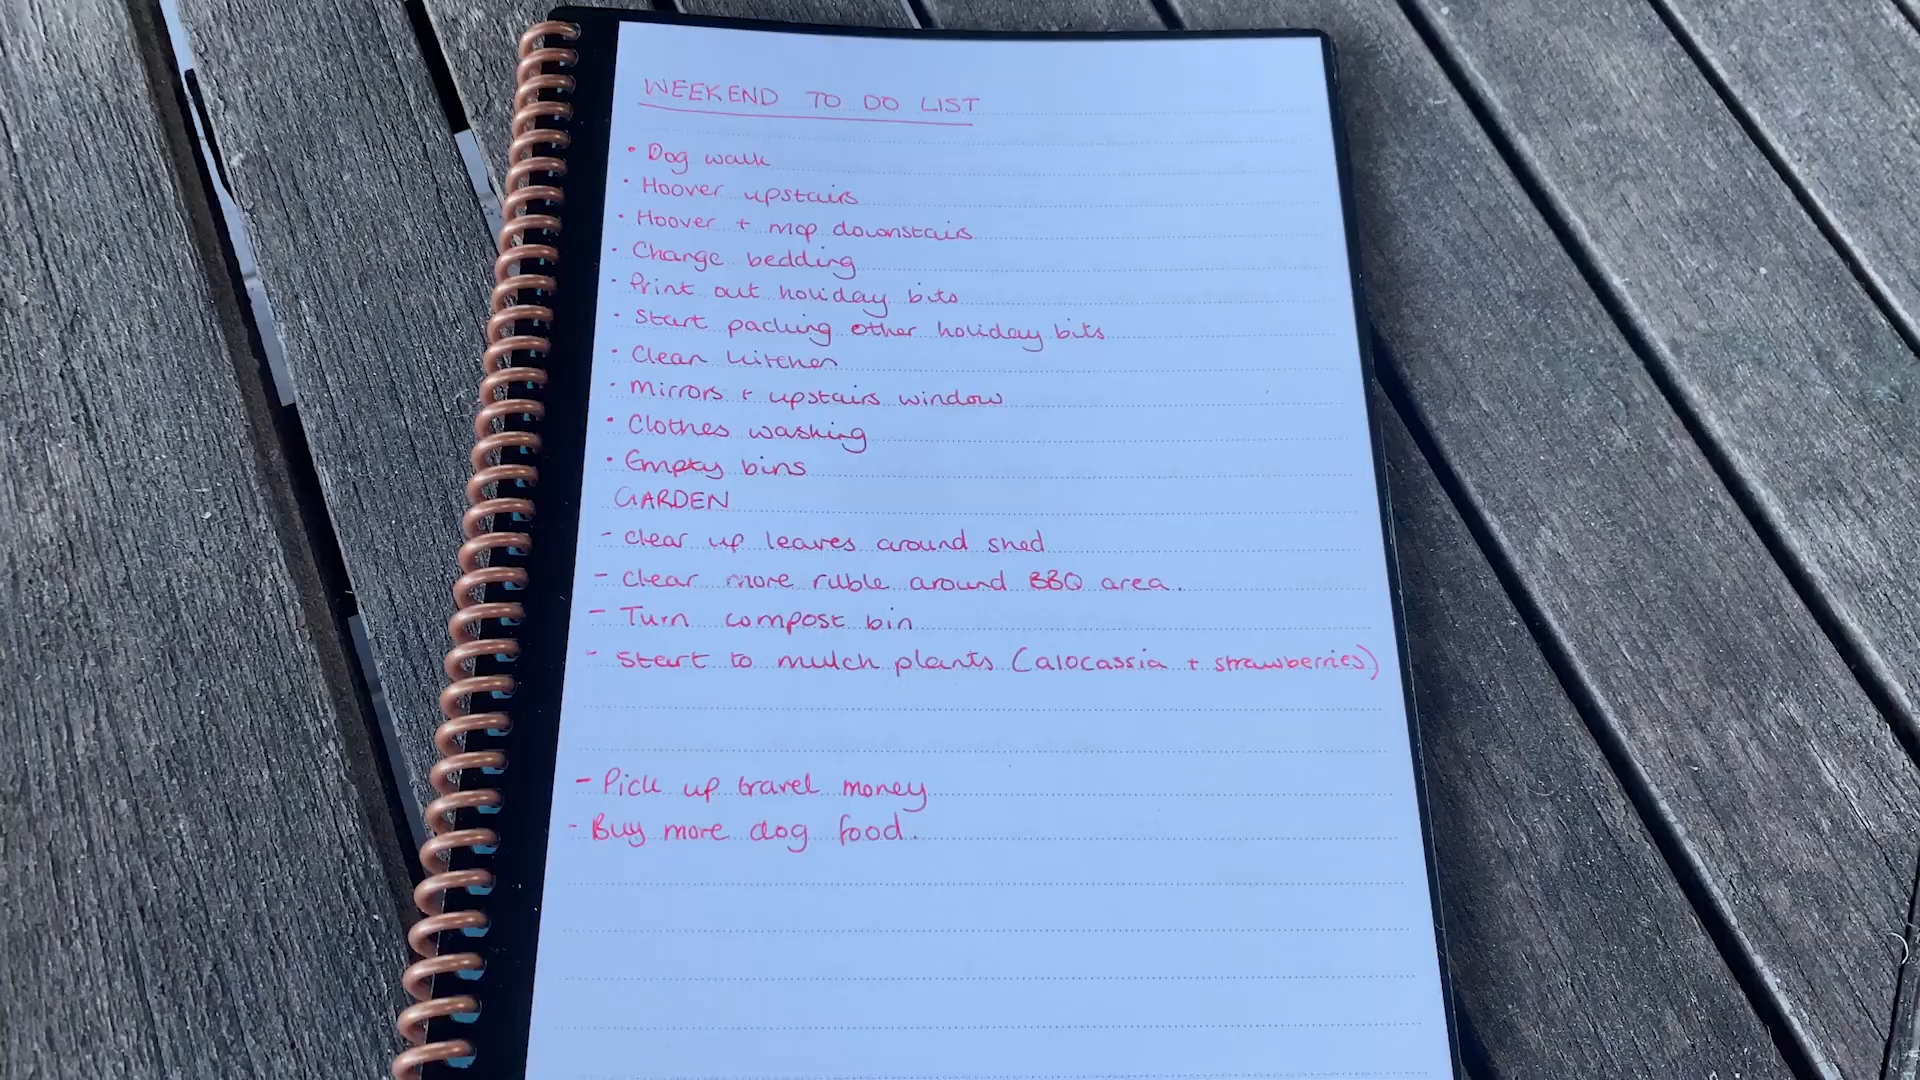 WEEKEND TO DO LIST
• Dog walk
• Hoover upstairs
• Hoover + mop downstairs
• Change bedding
• Print out holiday bits
• Start packing other holiday bits
• Clean kitchen
• Mirrors + upstairs window
• Clothes washing
• Empty bins
GARDEN
- clear up leaves around shed
- clear more ruble around BBQ area.
- Turn compost bin
- Start to mulch plants (alocassia + strawberries)
- Pick up travel money
- Buy more dog food.